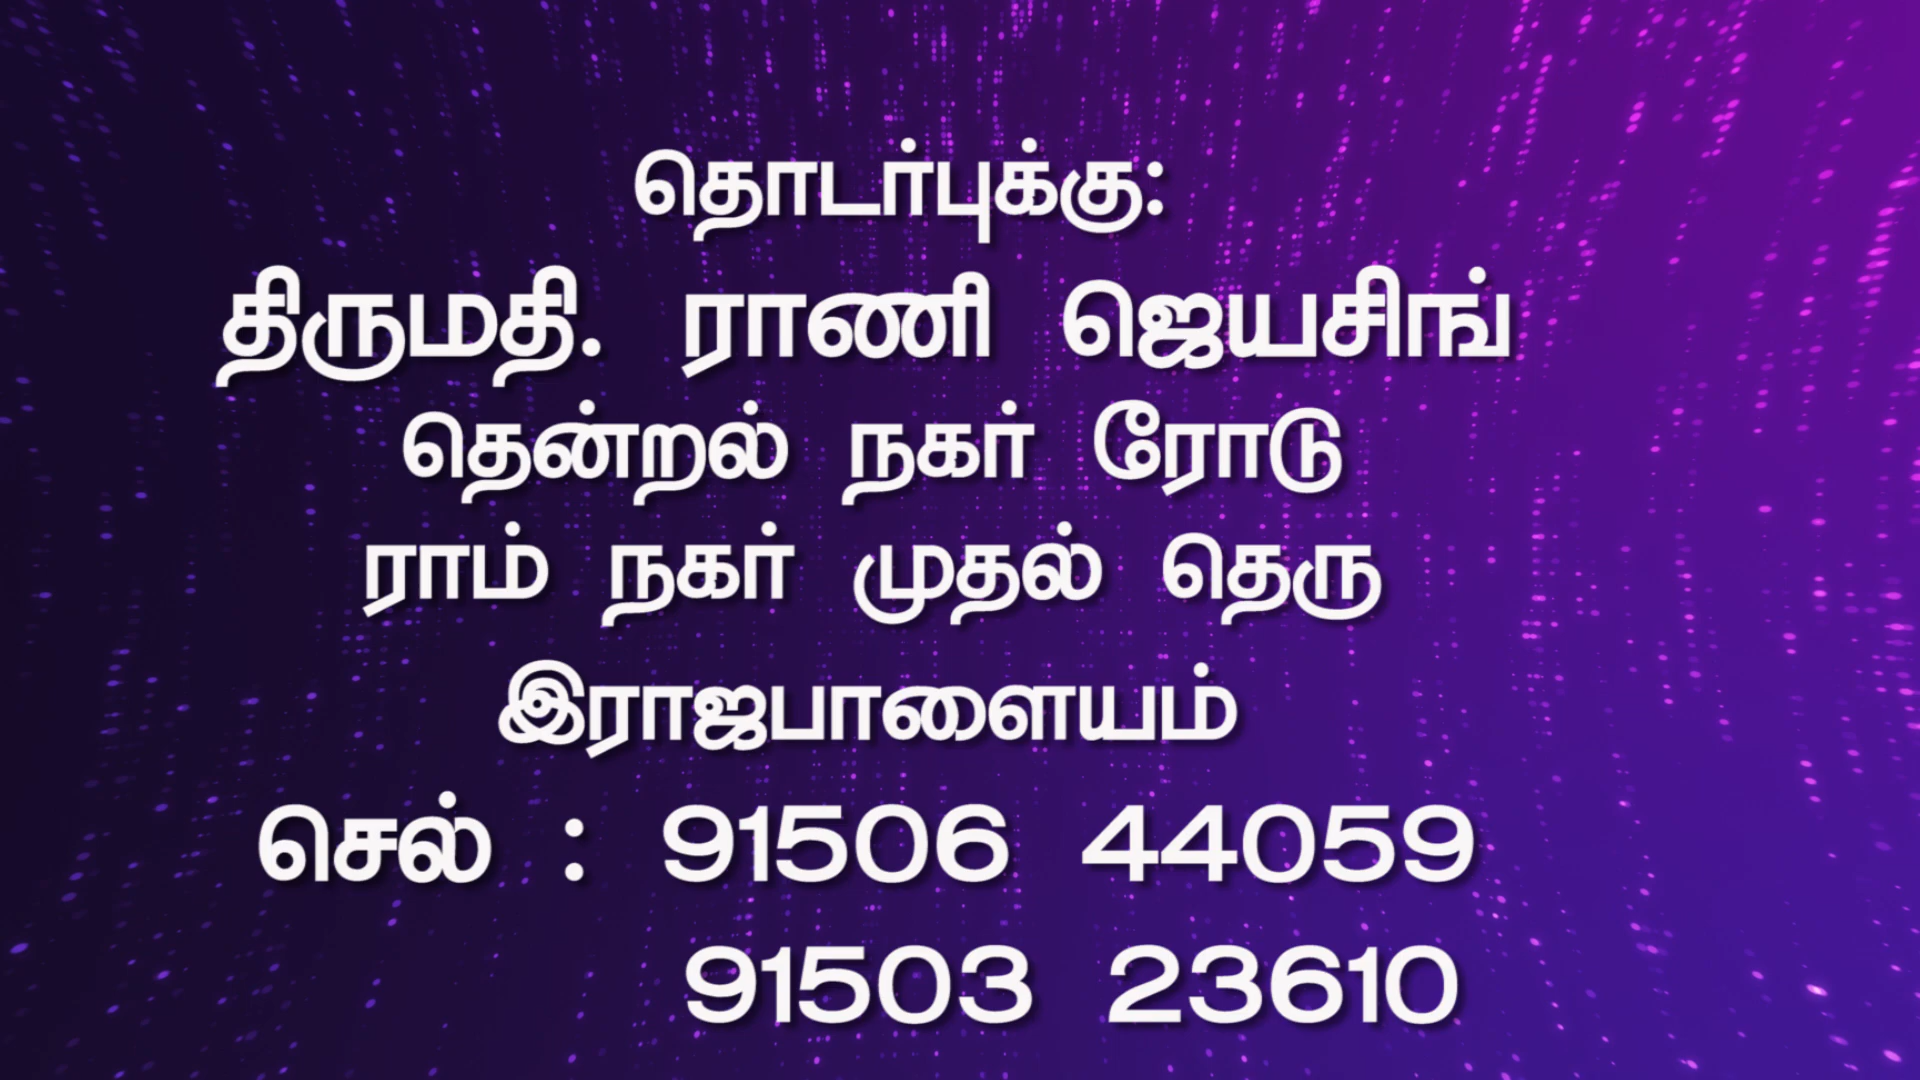 தொடர்புக்கு:
திருமதி. ராணி ஜெயசிங்
தென்றல் நகர் ரோடு
ராம் நகர் முதல் தெரு
இராஜபாளையம்
செல் : 91506 44059
91503 23610